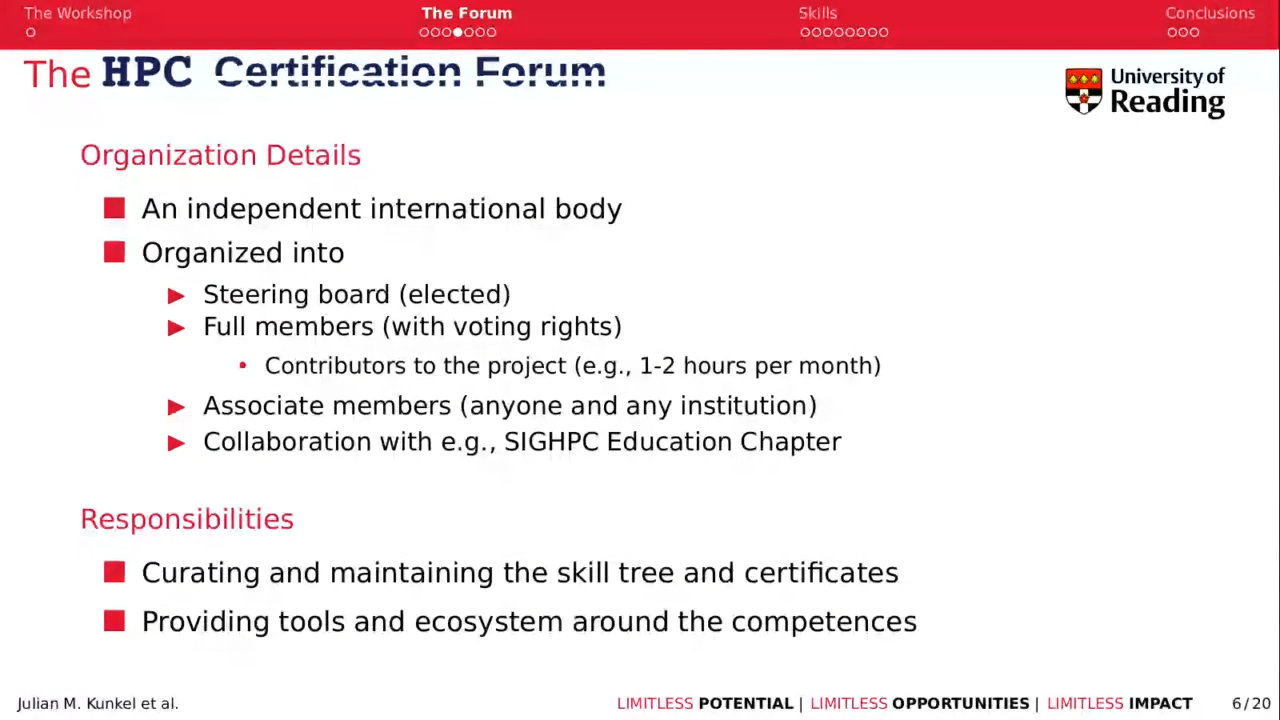 The Workshop The Forum Skills Conclusions
The HPC Certification Forum
University of
Reading
Organization Details
An independent international body
Organized into
Steering board (elected)
Full members (with voting rights)
Contributors to the project (e.g., 1-2 hours per month)
Associate members (anyone and any institution)
Collaboration with e.g., SIGHPC Education Chapter
Responsibilities
Curating and maintaining the skill tree and certificates
Providing tools and ecosystem around the competences
Julian M. Kunkel et al. LIMITLESS POTENTIAL | LIMITLESS OPPORTUNITIES | LIMITLESS IMPACT 6/20